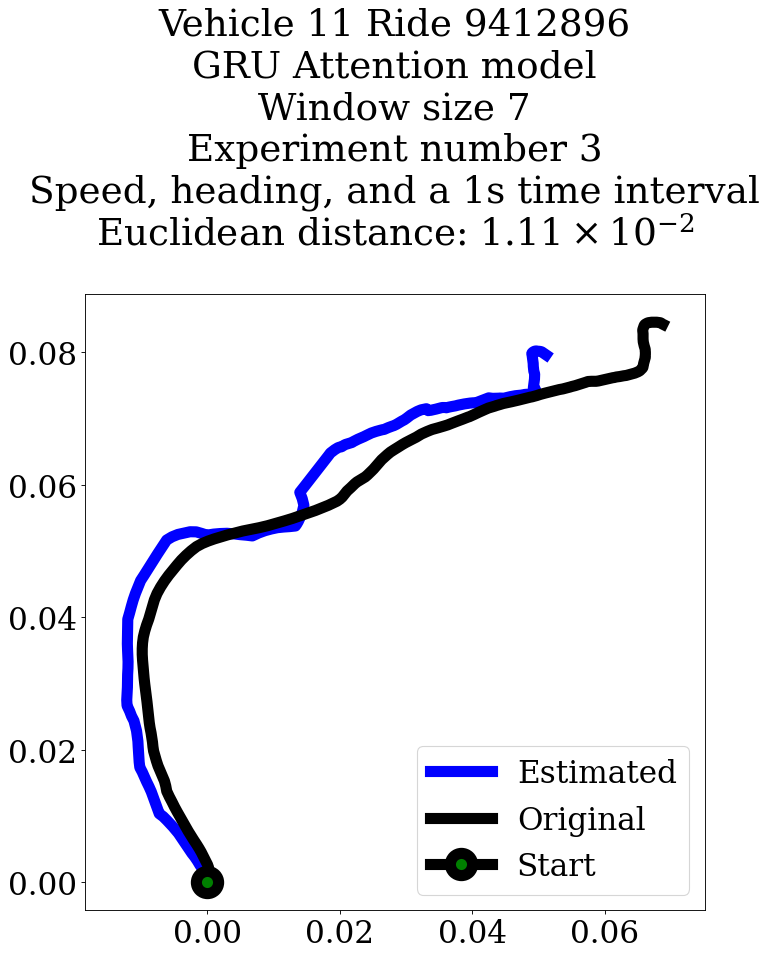 Vehicle 11 Ride 9412896
GRU Attention model
Window size 7
Experiment number 3
Speed, heading, and a 1s time interval
Euclidean distance: 1.11 × 10⁻²
0.08
0.06
0.04
0.02
0.00
Estimated
Original
Start
0.00 0.02 0.04 0.06